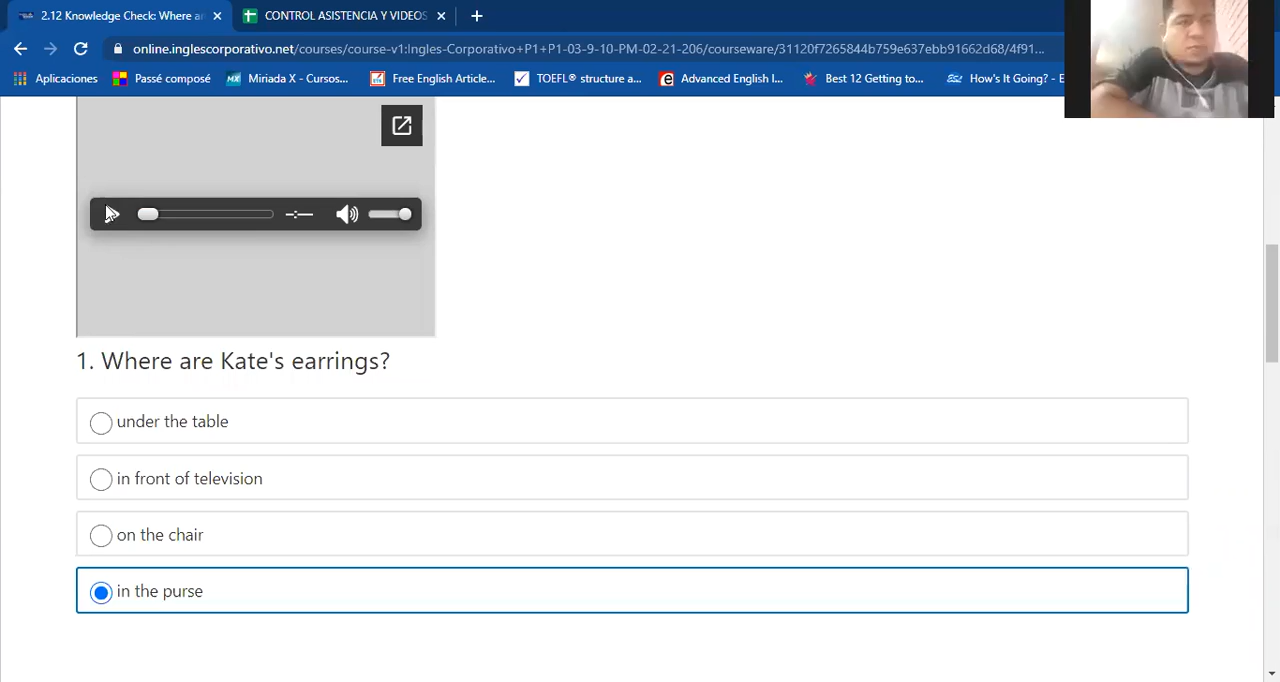 2.12 Knowledge Check: Where ar
CONTROL ASISTENCIA Y VIDEOS
online.inglescorporativo.net/courses/course-v1:Ingles-Corporativo+P1+P1-03-9-10-PM-02-21-206/courseware/31120f7265844b759e637ebb91662d68/4f91...
Aplicaciones
Passé composé
MX Miriada X - Cursos...
Free English Article...
TOEFL® structure a...
Advanced English I...
Best 12 Getting to...
How's It Going? - E
1. Where are Kate's earrings?
under the table
in front of television
on the chair
in the purse